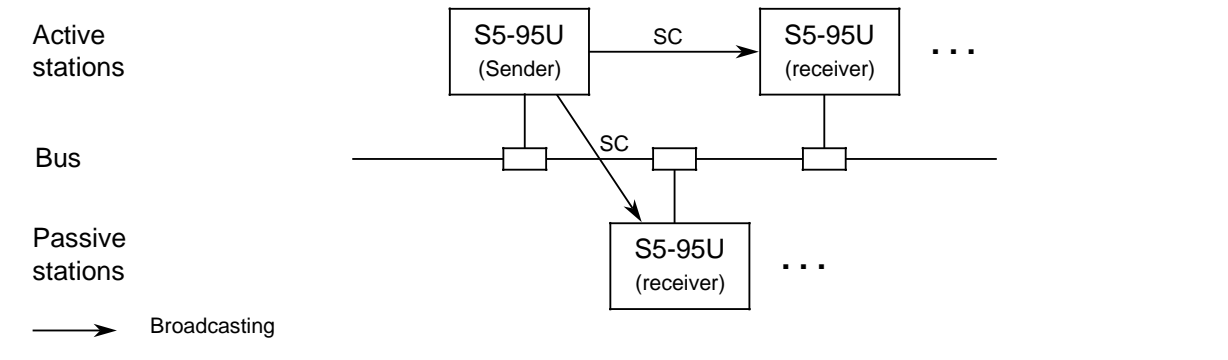 Active
stations
S5-95U
(Sender)
SC
S5-95U
(receiver)
. . .
Bus
SC
Passive
stations
S5-95U
(receiver)
. . .
Broadcasting